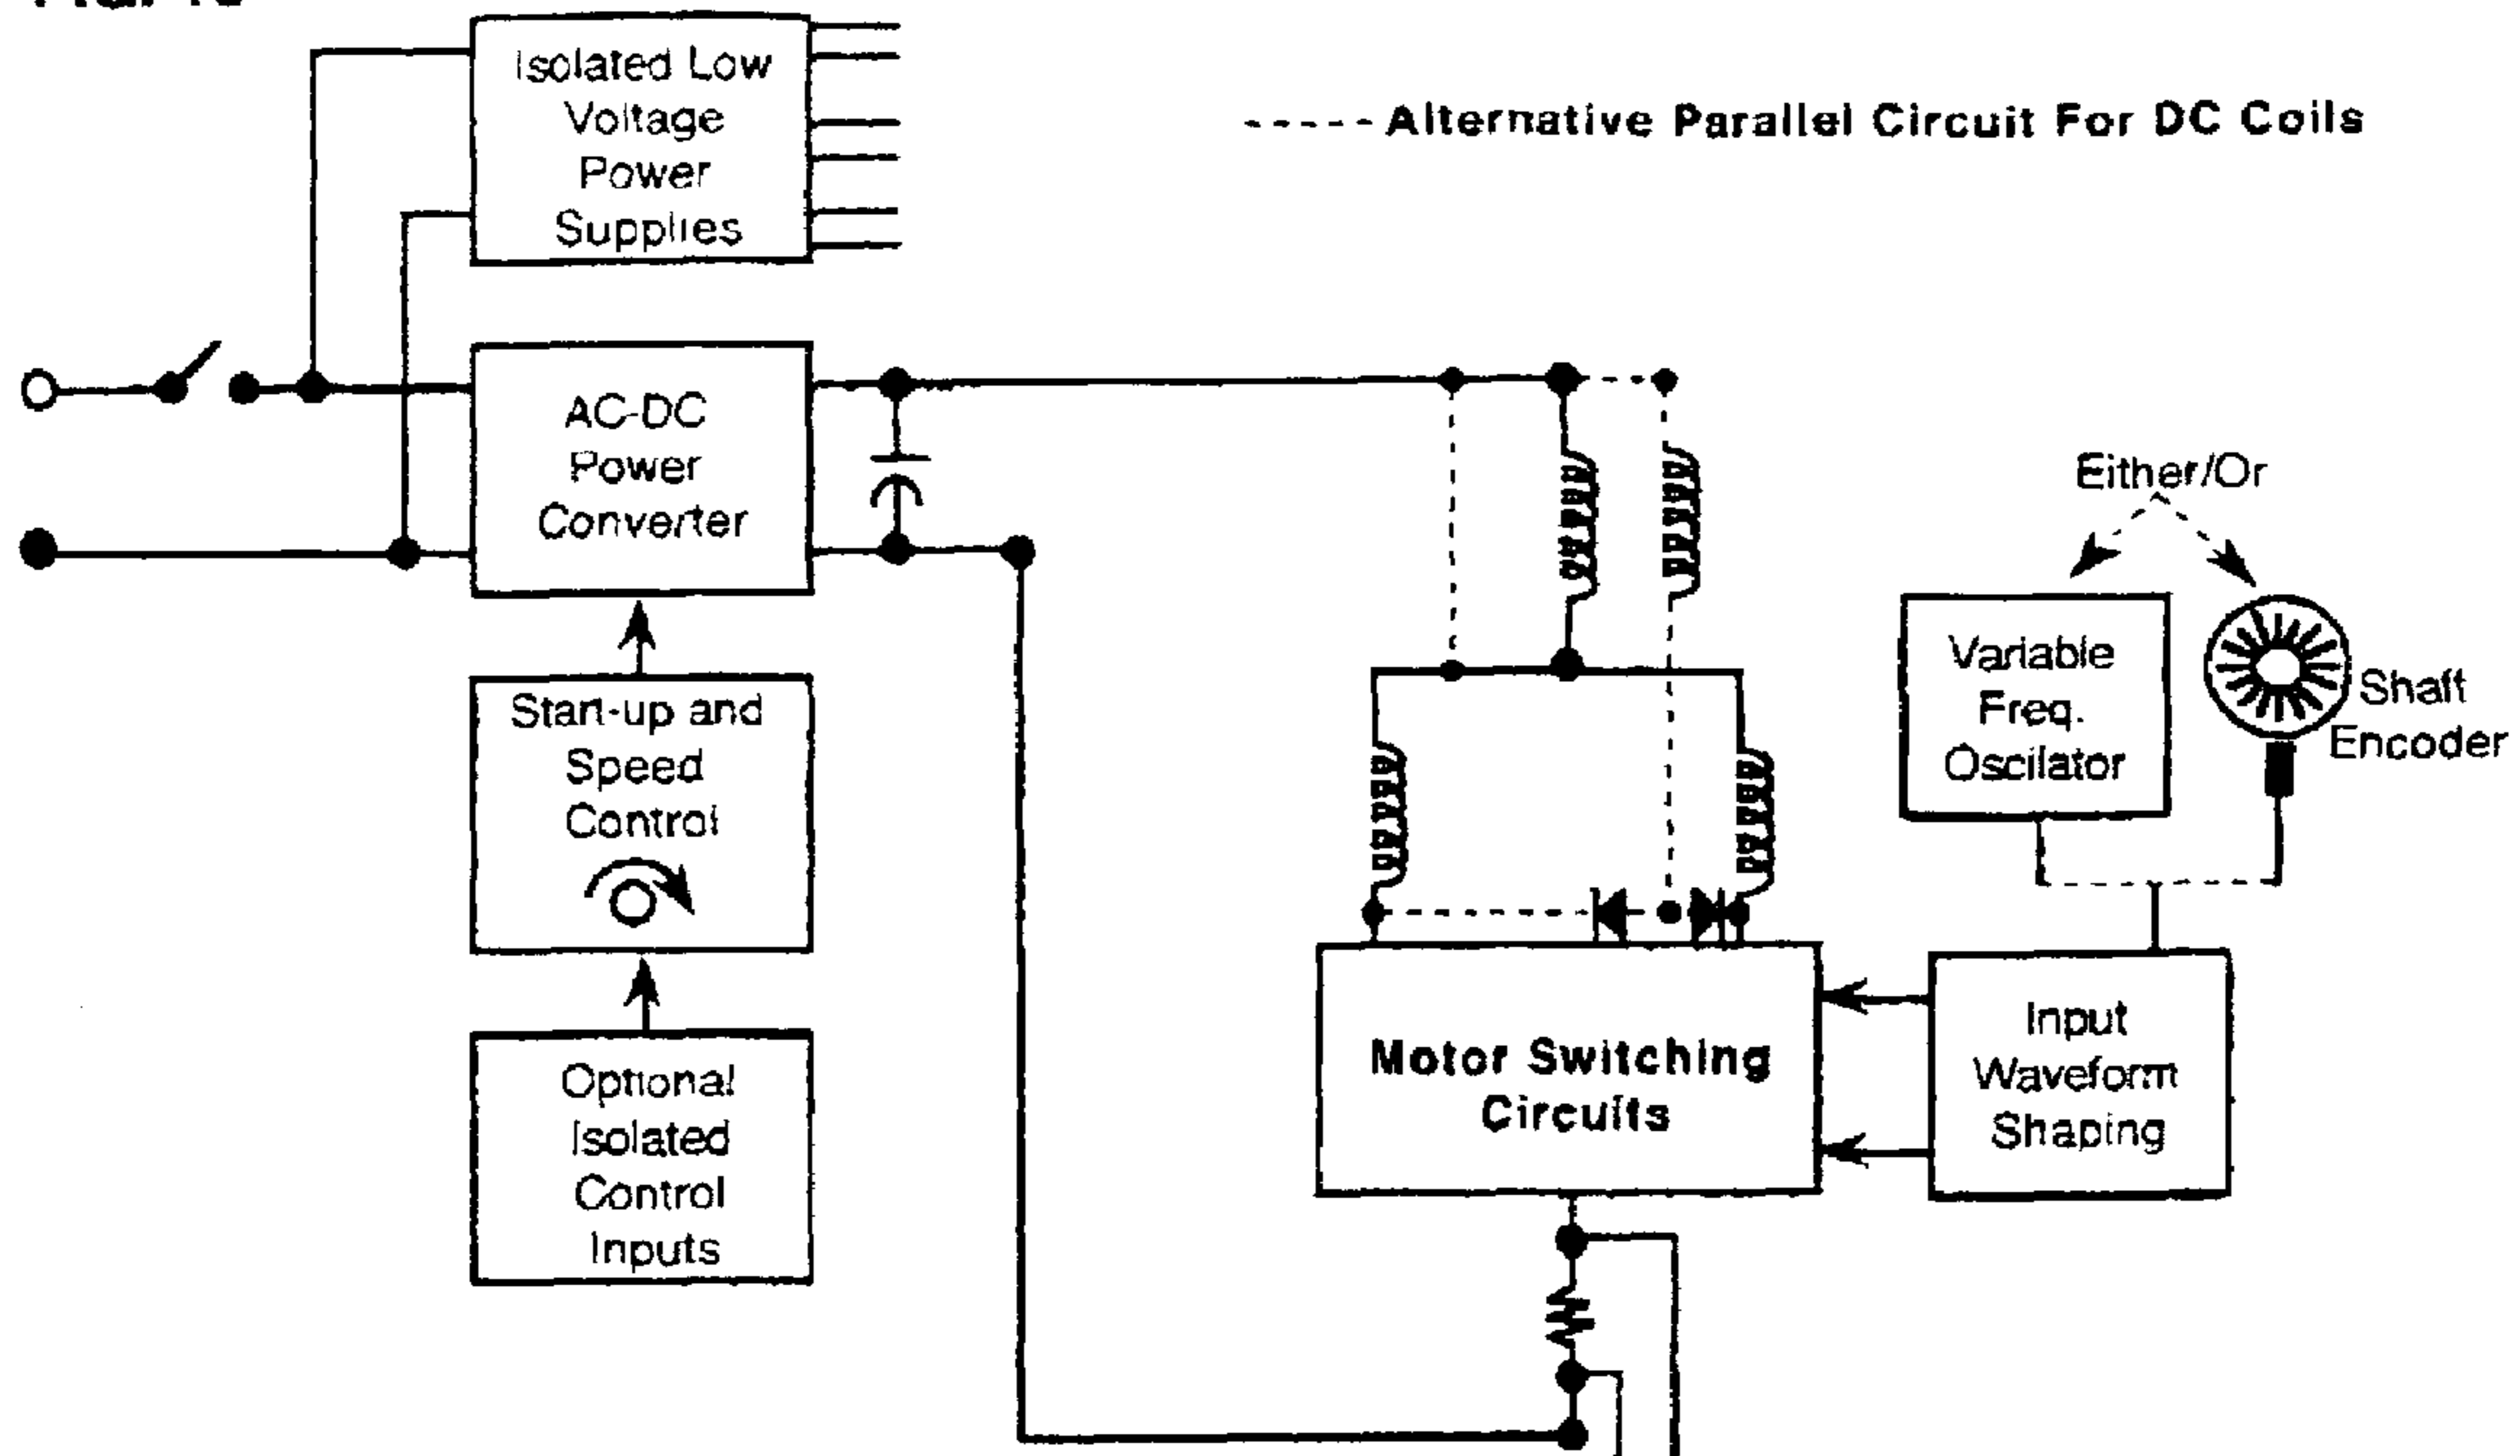 Isolated Low
Voltage
Power
Supplies
----- Alternative Parallel Circuit For DC Coils
AC-DC
Power
Converter
Either/Or
Variable
Freq.
Oscilator
Shaft
Encoder
Start-up and
Speed
Control
Motor Switching
Circuits
Input
Waveform
Shaping
Optional
Isolated
Control
Inputs